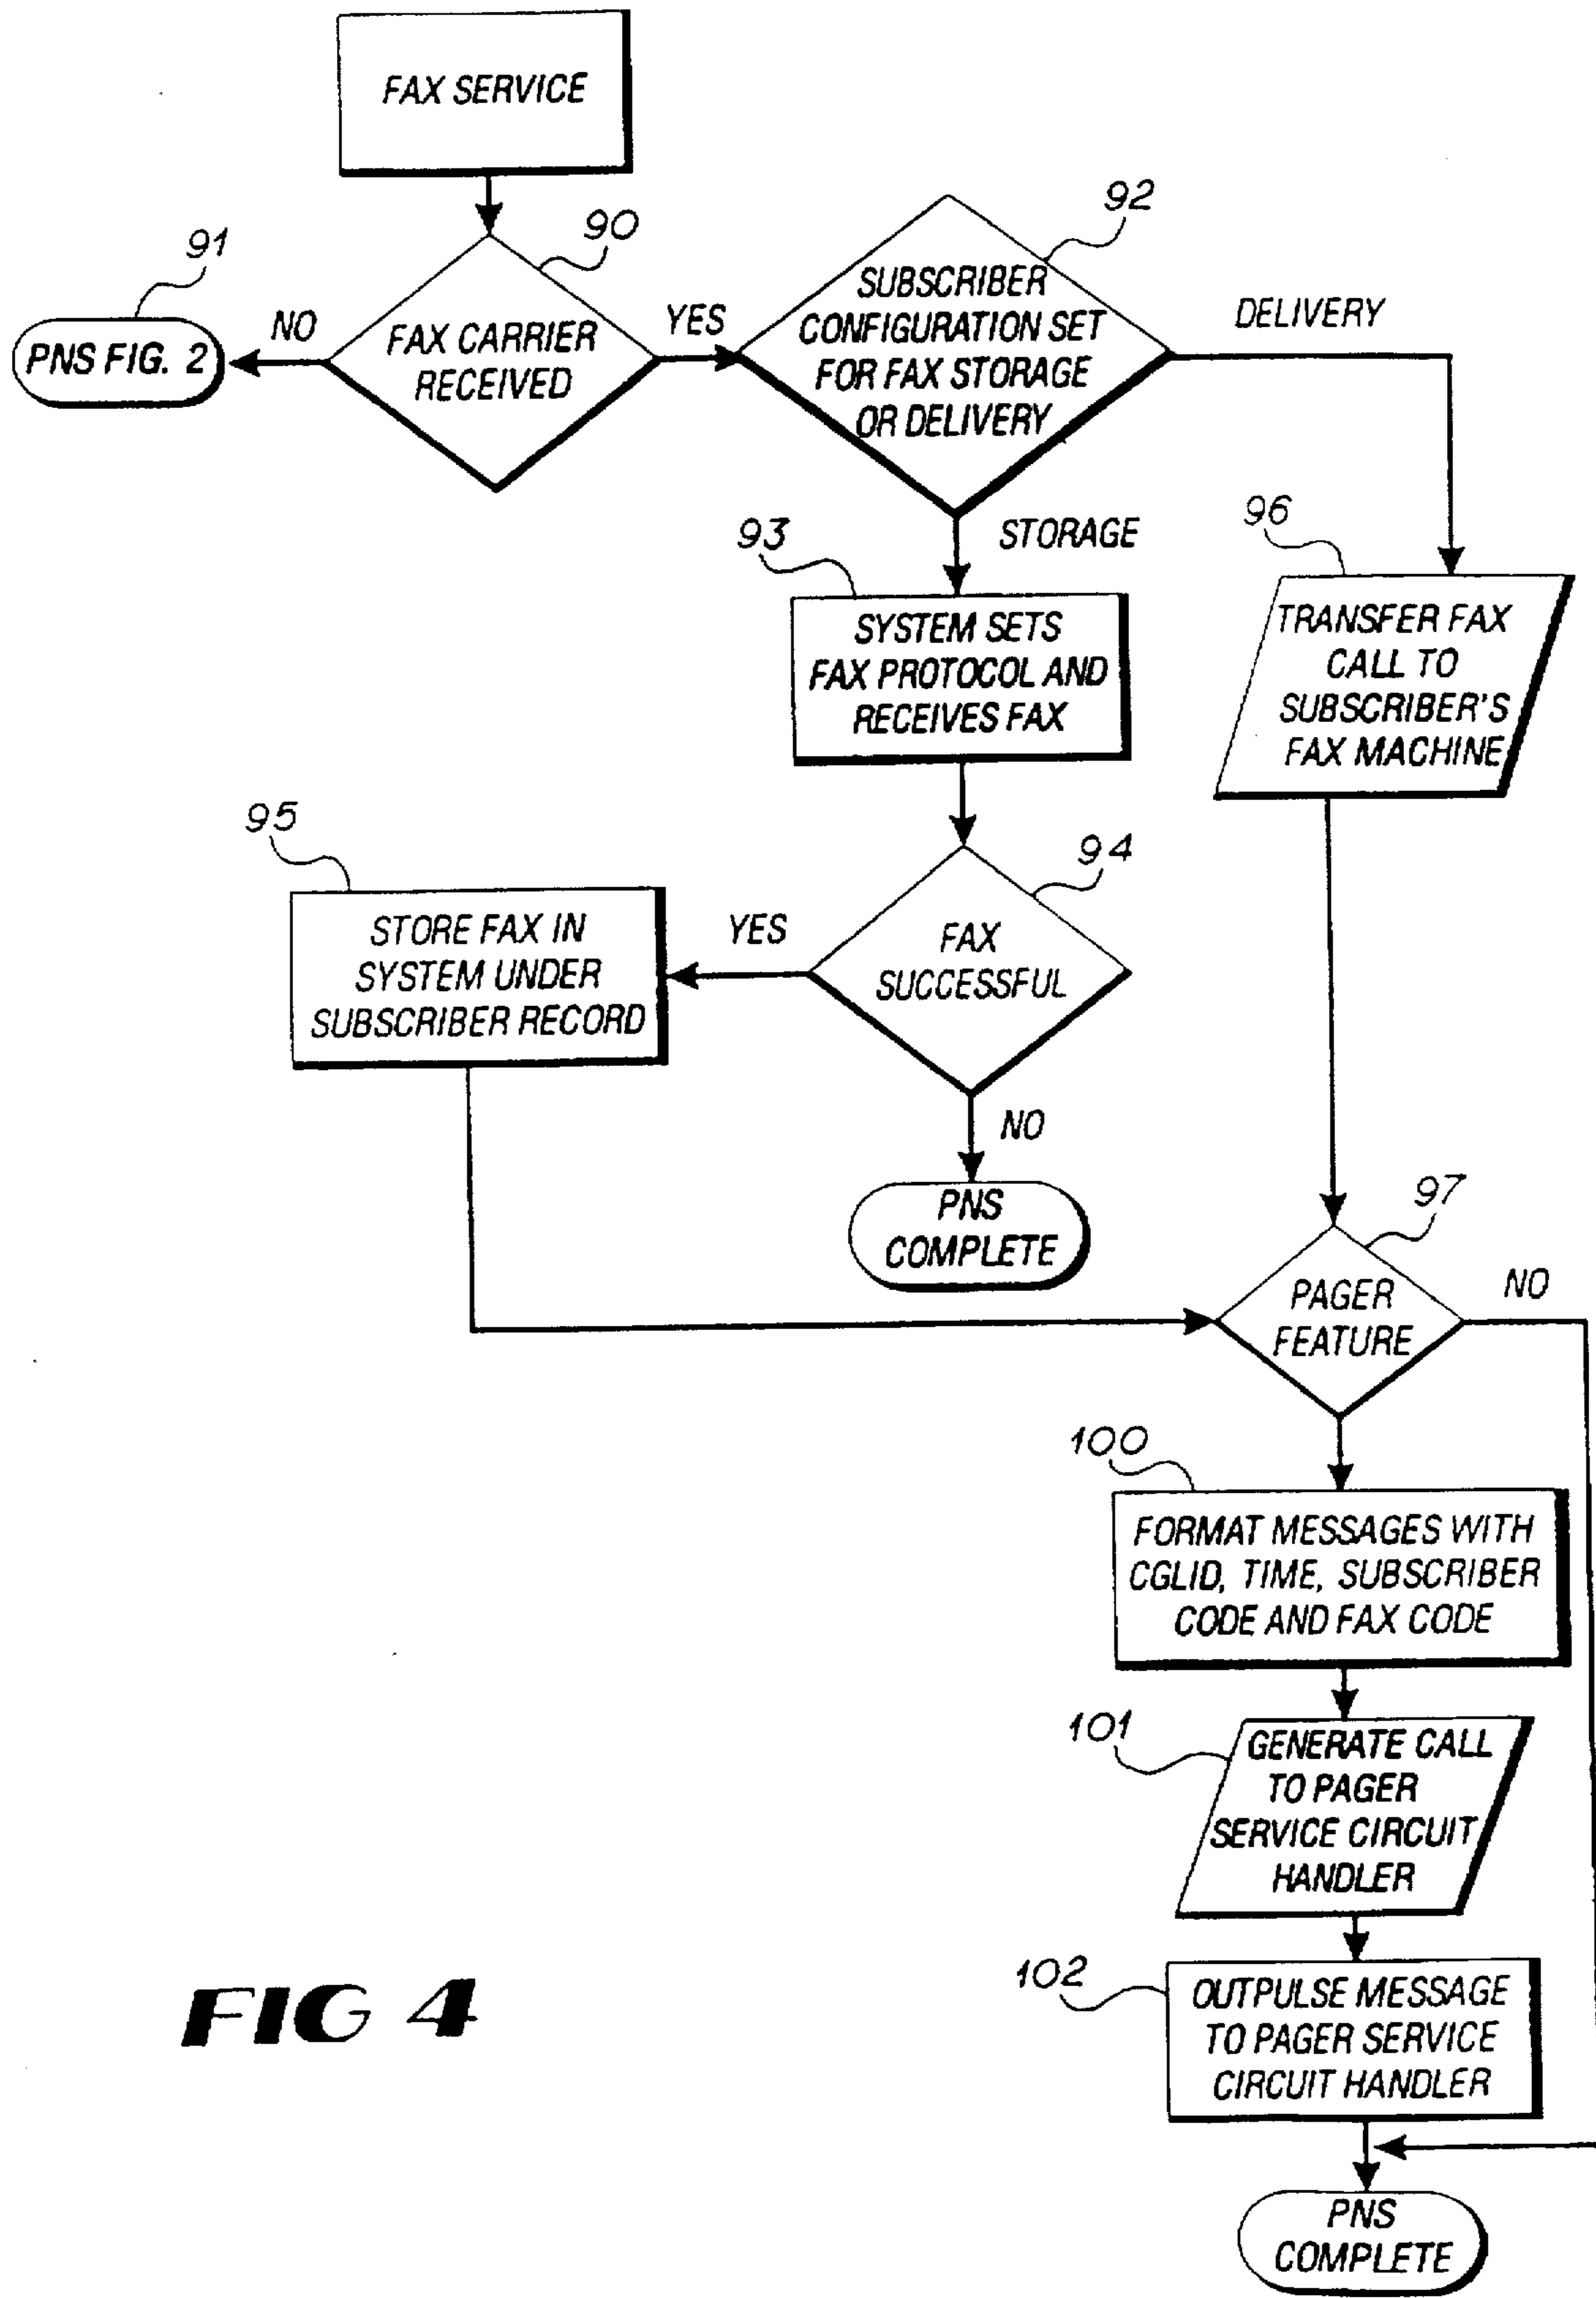 FAX SERVICE
90
91
PNS FIG. 2
NO
FAX CARRIER
RECEIVED
YES
92
SUBSCRIBER
CONFIGURATION SET
FOR FAX STORAGE
OR DELIVERY
DELIVERY
STORAGE
93
SYSTEM SETS
FAX PROTOCOL AND
RECEIVES FAX
96
TRANSFER FAX
CALL TO
SUBSCRIBER'S
FAX MACHINE
94
FAX
SUCCESSFUL
YES
95
STORE FAX IN
SYSTEM UNDER
SUBSCRIBER RECORD
NO
PNS
COMPLETE
97
PAGER
FEATURE
NO
100
FORMAT MESSAGES WITH
CGLID, TIME, SUBSCRIBER
CODE AND FAX CODE
101
GENERATE CALL
TO PAGER
SERVICE CIRCUIT
HANDLER
102
OUTPULSE MESSAGE
TO PAGER SERVICE
CIRCUIT HANDLER
PNS
COMPLETE
FIG 4